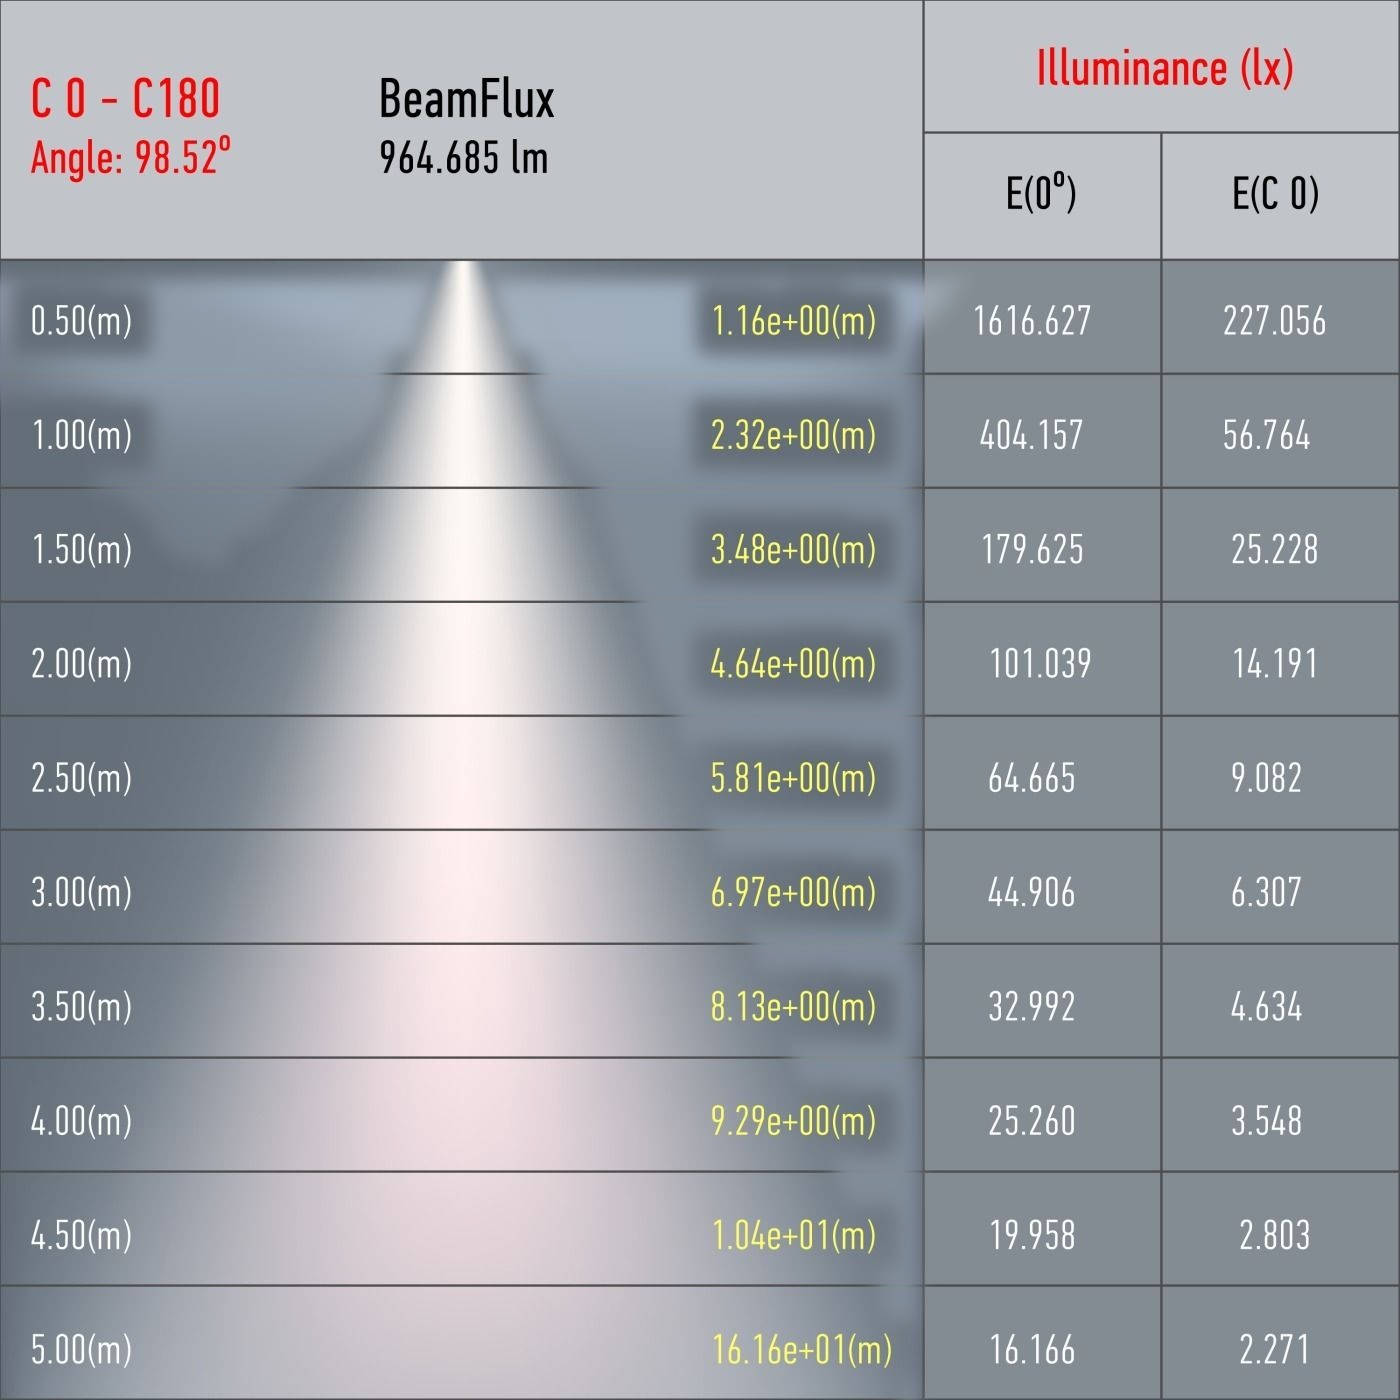 C 0 - C180
Angle: 98.52⁰
BeamFlux
964.685 lm
Illuminance (lx)
E(0⁰) E(C 0)
0.50(m) 1.16e+00(m) 1616.627 227.056
1.00(m) 2.32e+00(m) 404.157 56.764
1.50(m) 3.48e+00(m) 179.625 25.228
2.00(m) 4.64e+00(m) 101.039 14.191
2.50(m) 5.81e+00(m) 64.665 9.082
3.00(m) 6.97e+00(m) 44.906 6.307
3.50(m) 8.13e+00(m) 32.992 4.634
4.00(m) 9.29e+00(m) 25.260 3.548
4.50(m) 1.04e+01(m) 19.958 2.803
5.00(m) 16.16e+01(m) 16.166 2.271